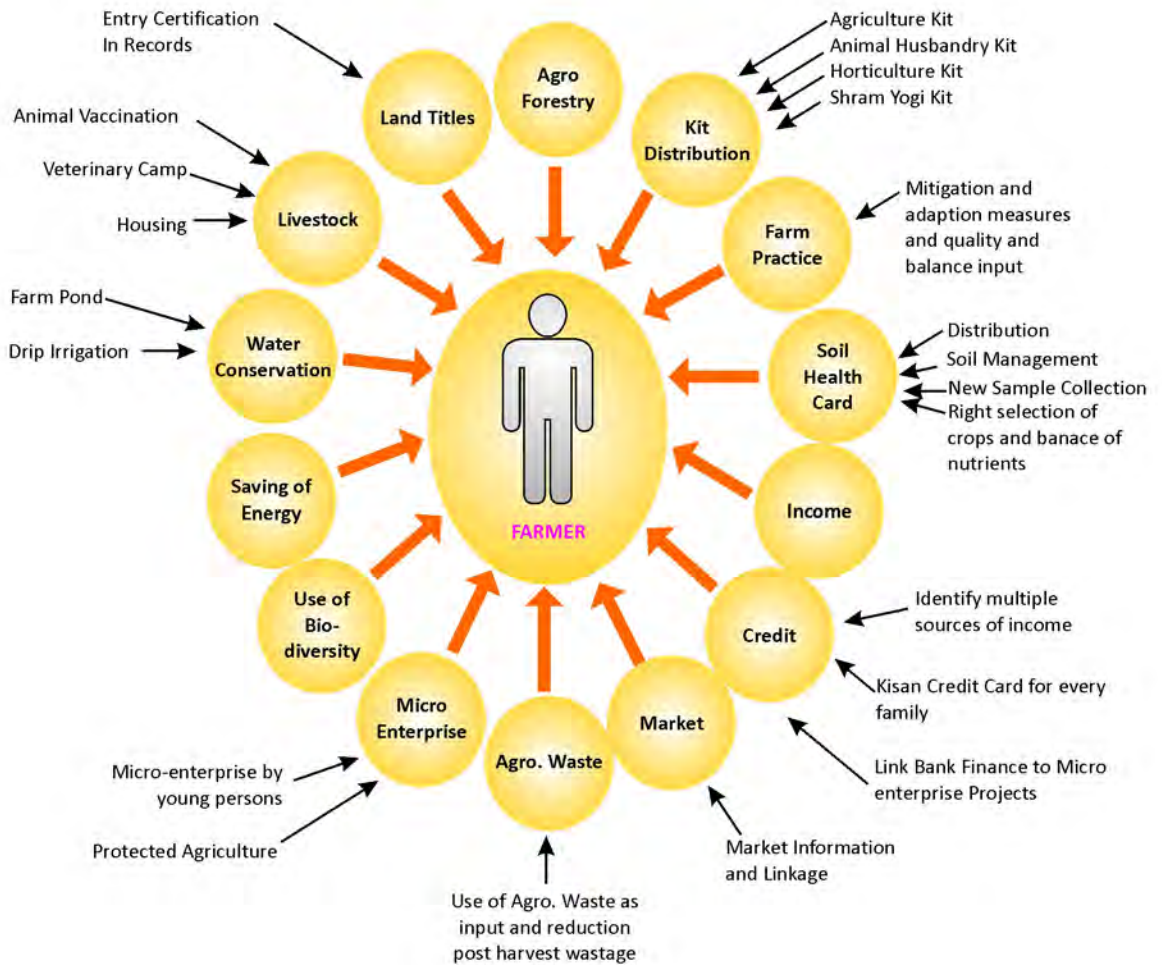 Entry Certification
In Records
Agro
Forestry
Agriculture Kit
Animal Husbandry Kit
Horticulture Kit
Shram Yogi Kit
Land Titles
Kit
Distribution
Animal Vaccination
Veterinary Camp
Housing
Livestock
Farm
Practice
Mitigation and
adaption measures
and quality and
balance input
Farm Pond
Drip Irrigation
Water
Conservation
Soil
Health
Card
Distribution
Soil Management
New Sample Collection
Right selection of
crops and banace of
nutrients
Saving of
Energy
FARMER
Income
Use of
Bio-
diversity
Credit
Identify multiple
sources of income
Kisan Credit Card for every
family
Link Bank Finance to Micro
enterprise Projects
Micro
Enterprise
Market
Agro. Waste
Micro-enterprise by
young persons
Protected Agriculture
Market Information
and Linkage
Use of Agro. Waste as
input and reduction
post harvest wastage